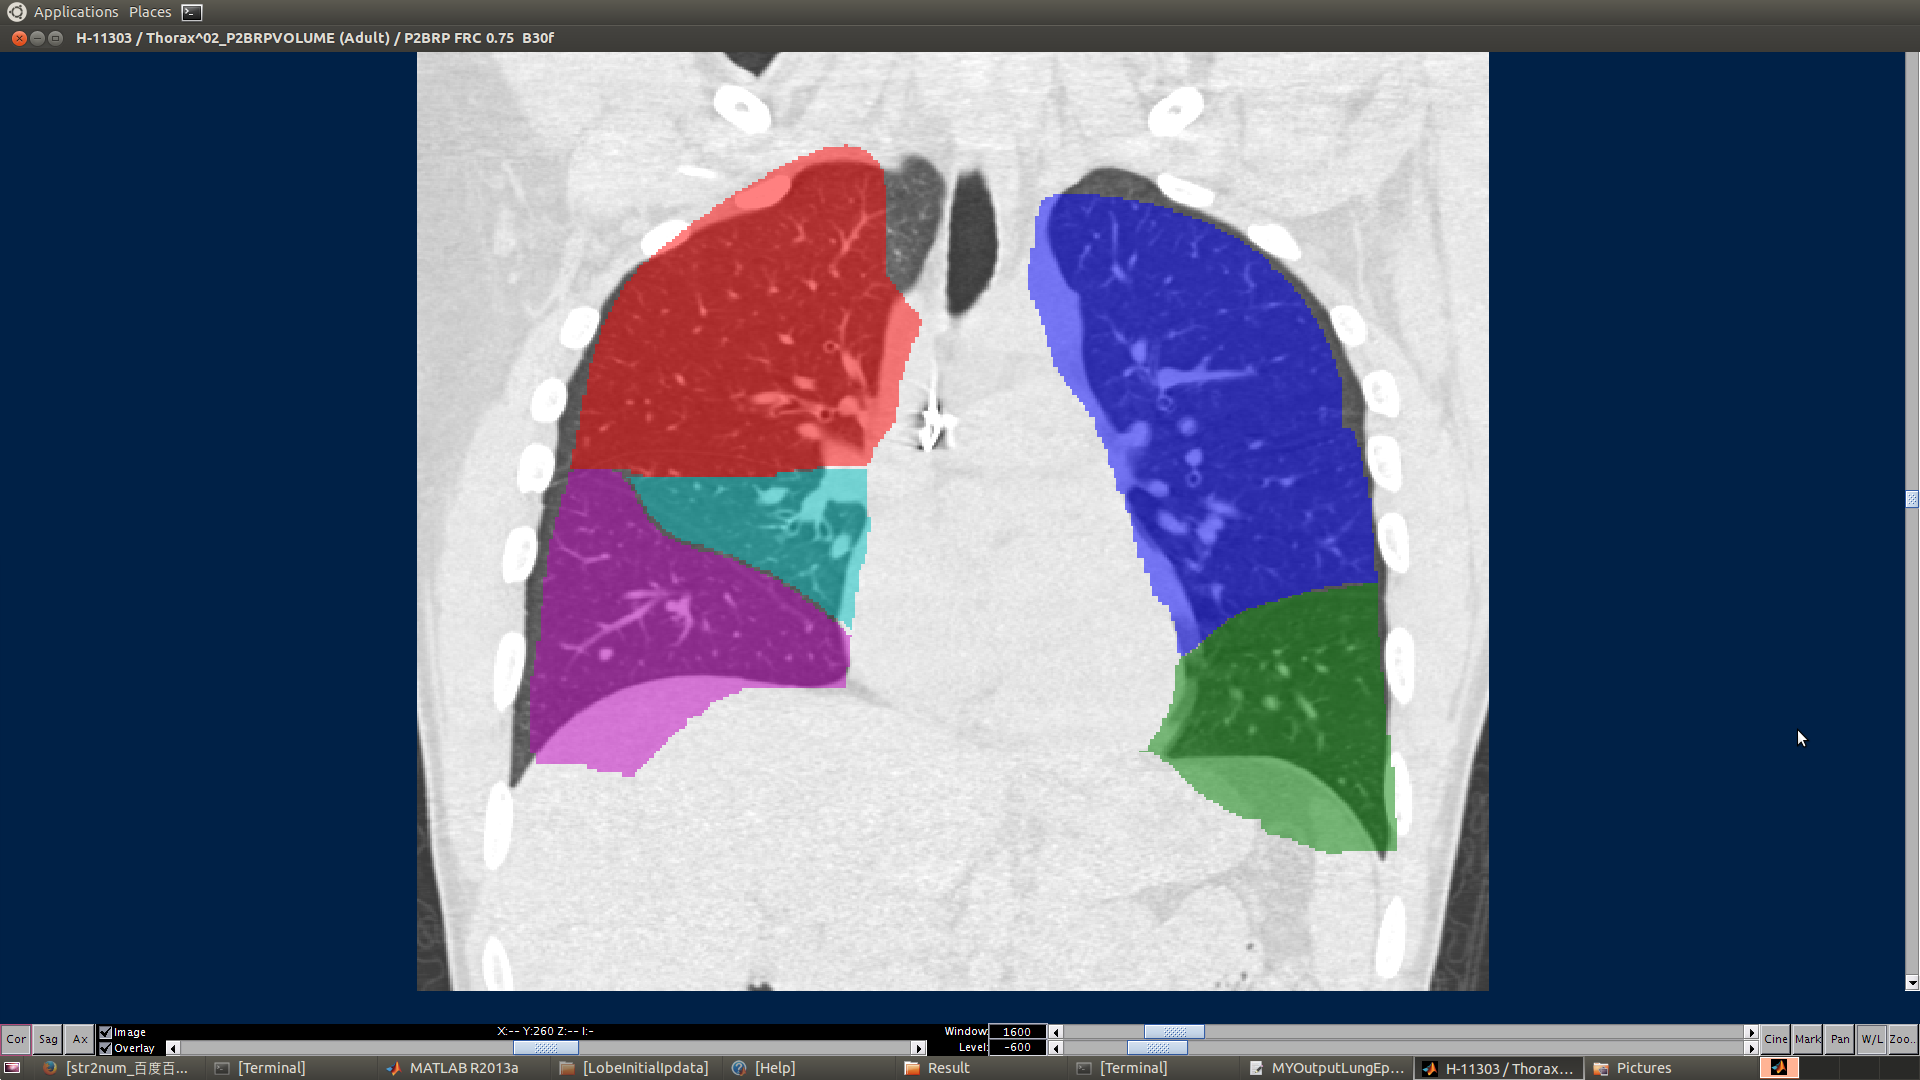 Applications Places
H-11303 / Thorax^02_P2BRPVOLUME (Adult) / P2BRP FRC 0.75 B30f
Cor Sag Ax Image X:-- Y:260 Z:-- I:- Window: 1600 Cine Mark Pan W/L Zoo..
Overlay Level: -600
[str2num_百度百... [Terminal] MATLAB R2013a [LobeInitialIpdata] [Help] Result [Terminal] MYOutputLungEp... H-11303 / Thorax... Pictures